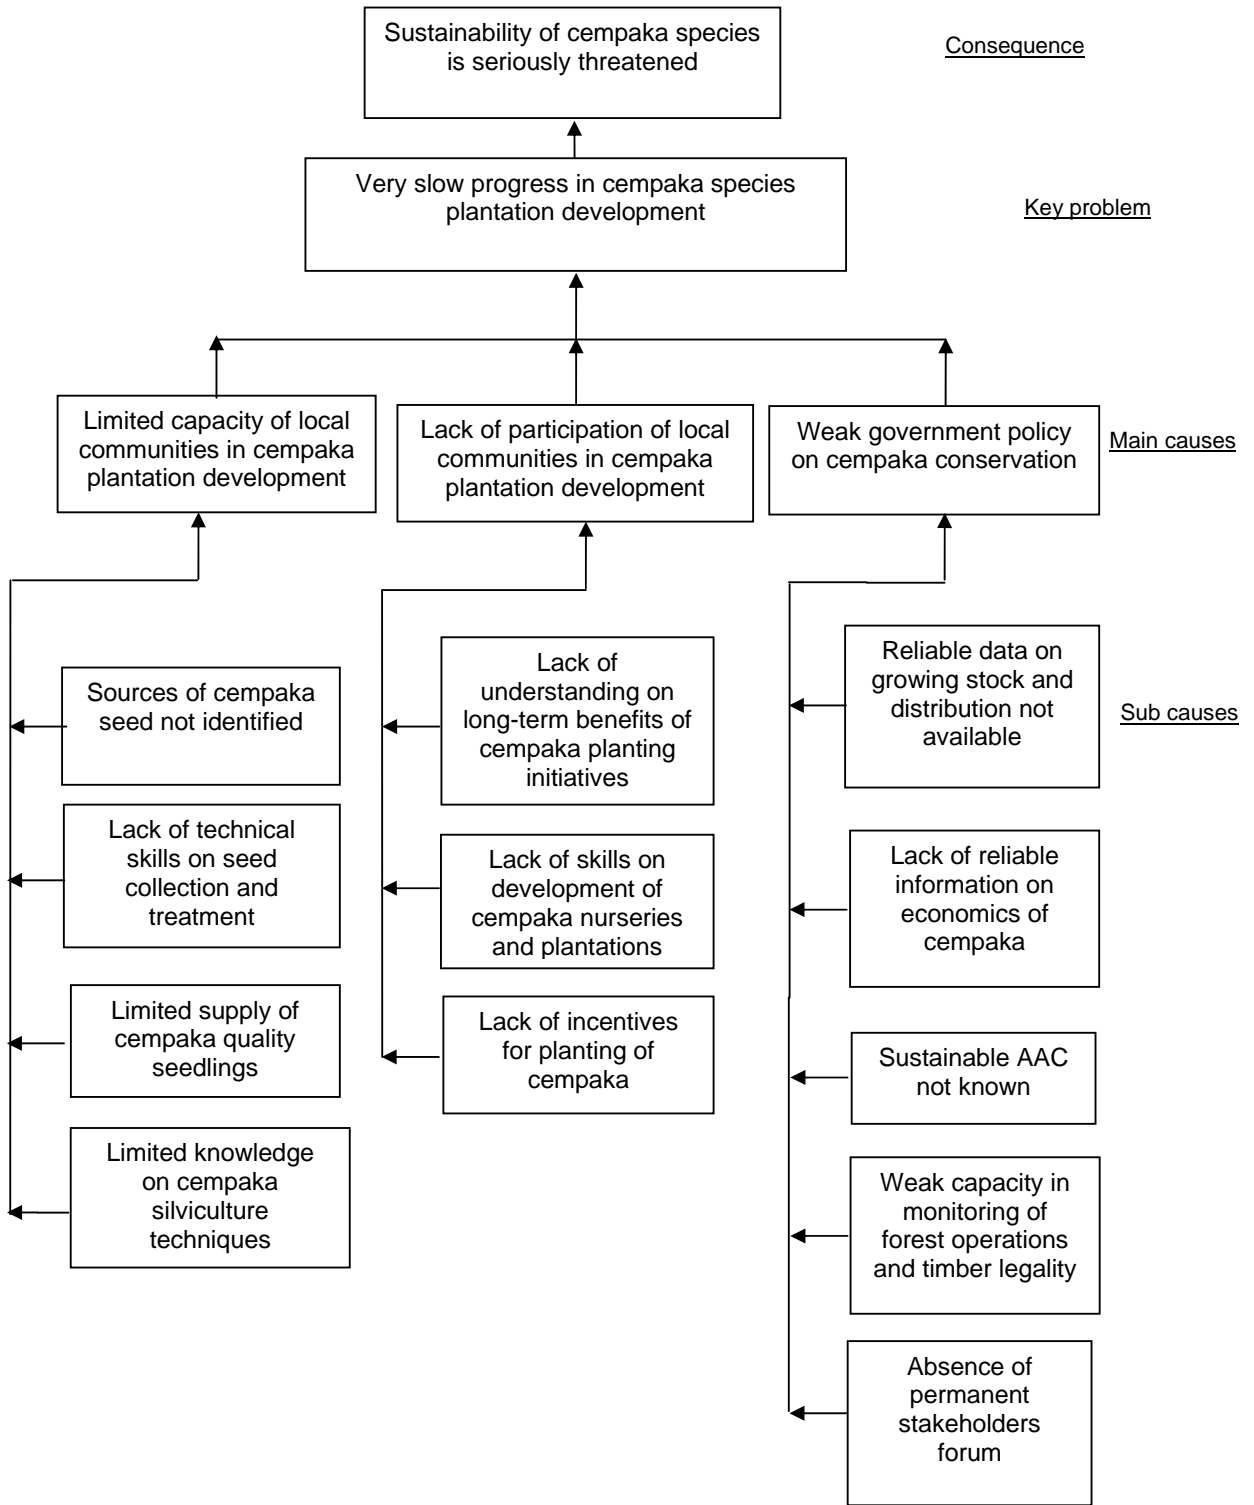 Sustainability of cempaka species
is seriously threatened
Consequence
Very slow progress in cempaka species
plantation development
Key problem
Limited capacity of local
communities in cempaka
plantation development
Lack of participation of local
communities in cempaka
plantation development
Weak government policy
on cempaka conservation
Main causes
Sources of cempaka
seed not identified
Lack of technical
skills on seed
collection and
treatment
Limited supply of
cempaka quality
seedlings
Limited knowledge
on cempaka
silviculture
techniques
Lack of
understanding on
long-term benefits of
cempaka planting
initiatives
Lack of skills on
development of
cempaka nurseries
and plantations
Lack of incentives
for planting of
cempaka
Reliable data on
growing stock and
distribution not
available
Sub causes
Lack of reliable
information on
economics of
cempaka
Sustainable AAC
not known
Weak capacity in
monitoring of
forest operations
and timber legality
Absence of
permanent
stakeholders
forum